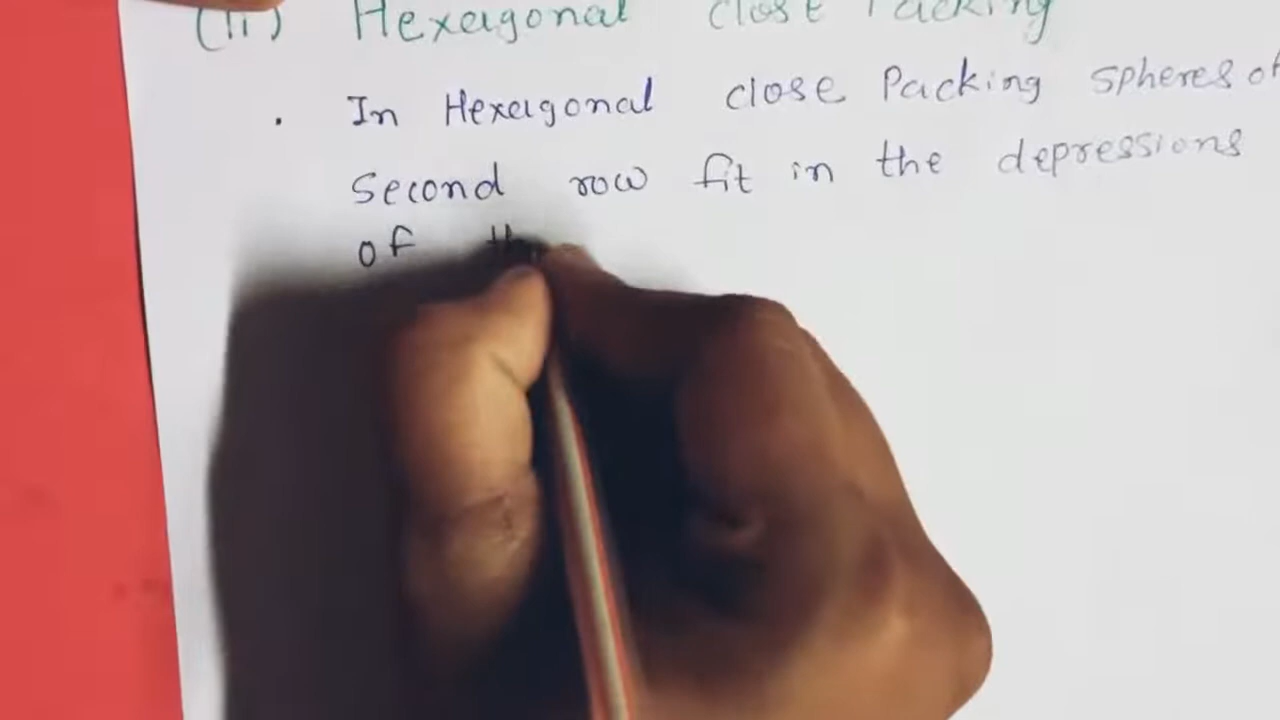 (ii) Hexagonal close Packing
. In Hexagonal close Packing spheres of
Second row fit in the depressions
of